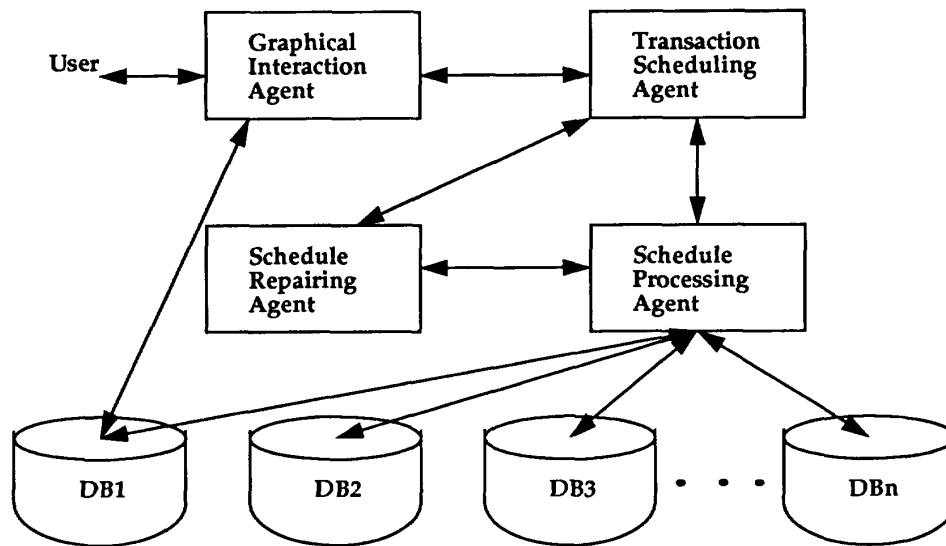 User
Graphical
Interaction
Agent
Transaction
Scheduling
Agent
Schedule
Repairing
Agent
Schedule
Processing
Agent
DB1
DB2
DB3
. . .
DBn